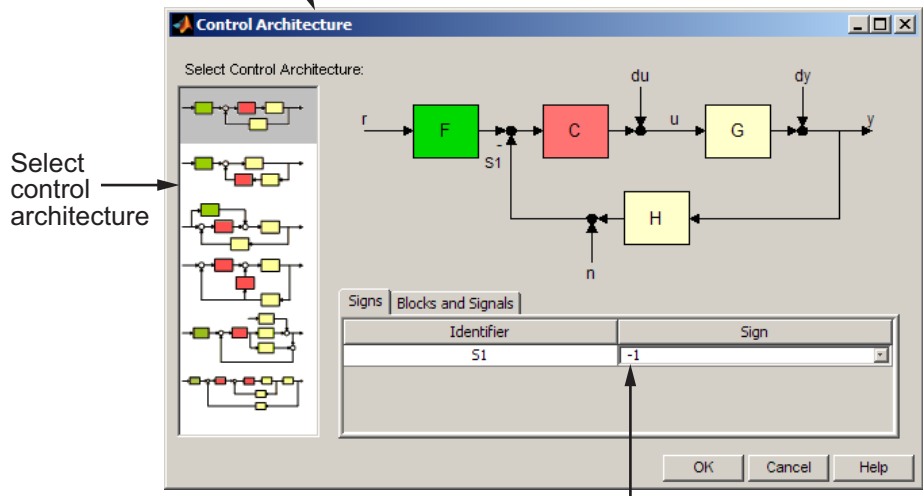 Control Architecture
Select Control Architecture:
Select
control
architecture
du
dy
r
F
C
u
G
y
-
S1
H
n
Signs
Blocks and Signals
Identifier
Sign
S1
-1
OK
Cancel
Help